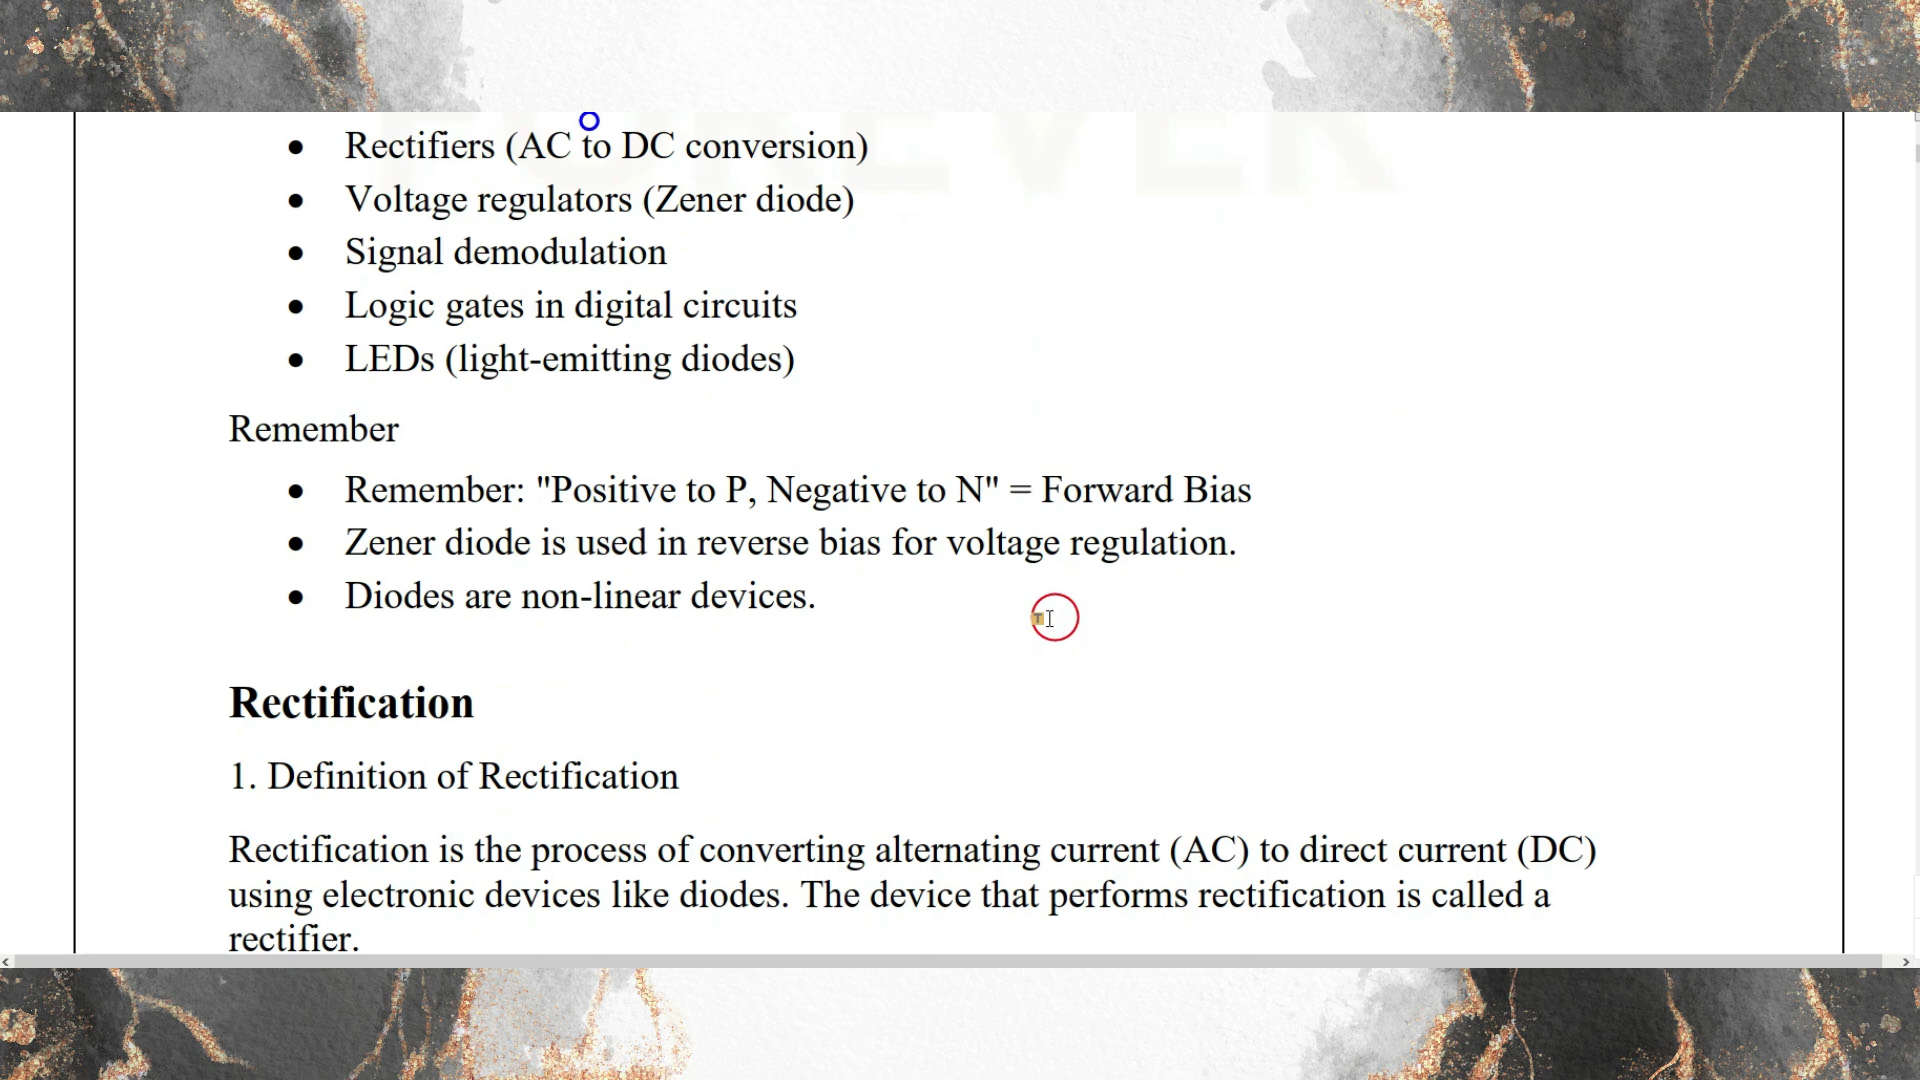 FOREVER
• Rectifiers (AC to DC conversion)
• Voltage regulators (Zener diode)
• Signal demodulation
• Logic gates in digital circuits
• LEDs (light-emitting diodes)
Remember
• Remember: "Positive to P, Negative to N" = Forward Bias
• Zener diode is used in reverse bias for voltage regulation.
• Diodes are non-linear devices.
Rectification
1. Definition of Rectification
Rectification is the process of converting alternating current (AC) to direct current (DC)
using electronic devices like diodes. The device that performs rectification is called a
rectifier.